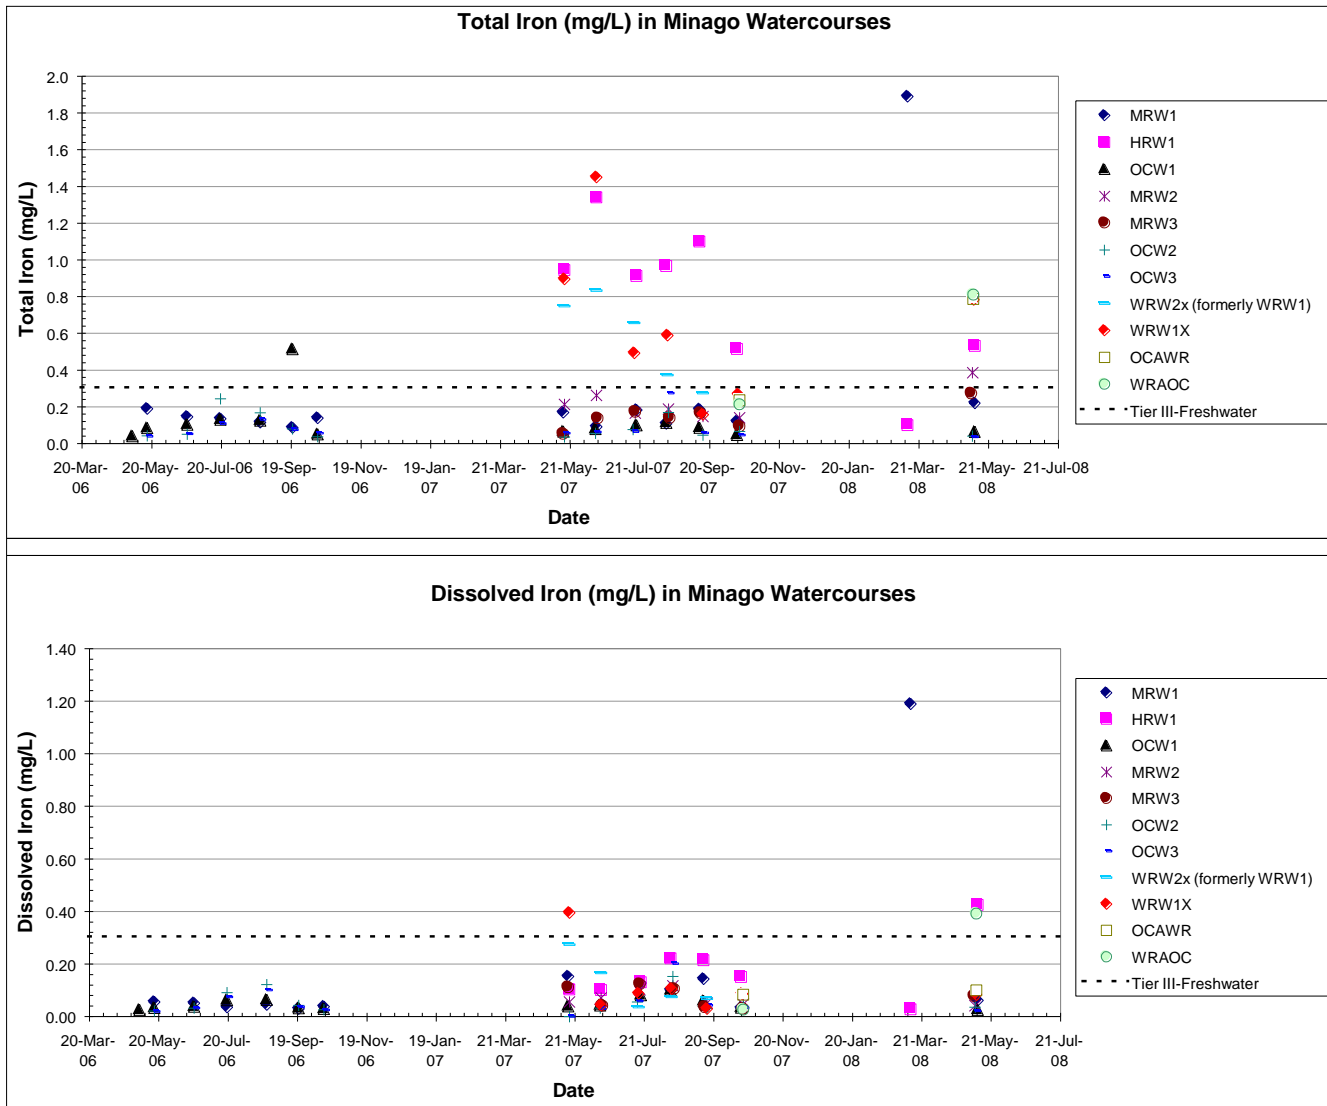 Total Iron (mg/L) in Minago Watercourses
Total Iron (mg/L)
2.0
1.8
1.6
1.4
1.2
1.0
0.8
0.6
0.4
0.2
0.0
20-Mar-06
20-May-06
20-Jul-06
19-Sep-06
19-Nov-06
19-Jan-07
21-Mar-07
21-May-07
21-Jul-07
20-Sep-07
20-Nov-07
20-Jan-08
21-Mar-08
21-May-08
21-Jul-08
Date
MRW1
HRW1
OCW1
MRW2
MRW3
OCW2
OCW3
WRW2x (formerly WRW1)
WRW1X
OCAWR
WRAOC
Tier III-Freshwater
Dissolved Iron (mg/L) in Minago Watercourses
Dissolved Iron (mg/L)
1.40
1.20
1.00
0.80
0.60
0.40
0.20
0.00
20-Mar-06
20-May-06
20-Jul-06
19-Sep-06
19-Nov-06
19-Jan-07
21-Mar-07
21-May-07
21-Jul-07
20-Sep-07
20-Nov-07
20-Jan-08
21-Mar-08
21-May-08
21-Jul-08
Date
MRW1
HRW1
OCW1
MRW2
MRW3
OCW2
OCW3
WRW2x (formerly WRW1)
WRW1X
OCAWR
WRAOC
Tier III-Freshwater